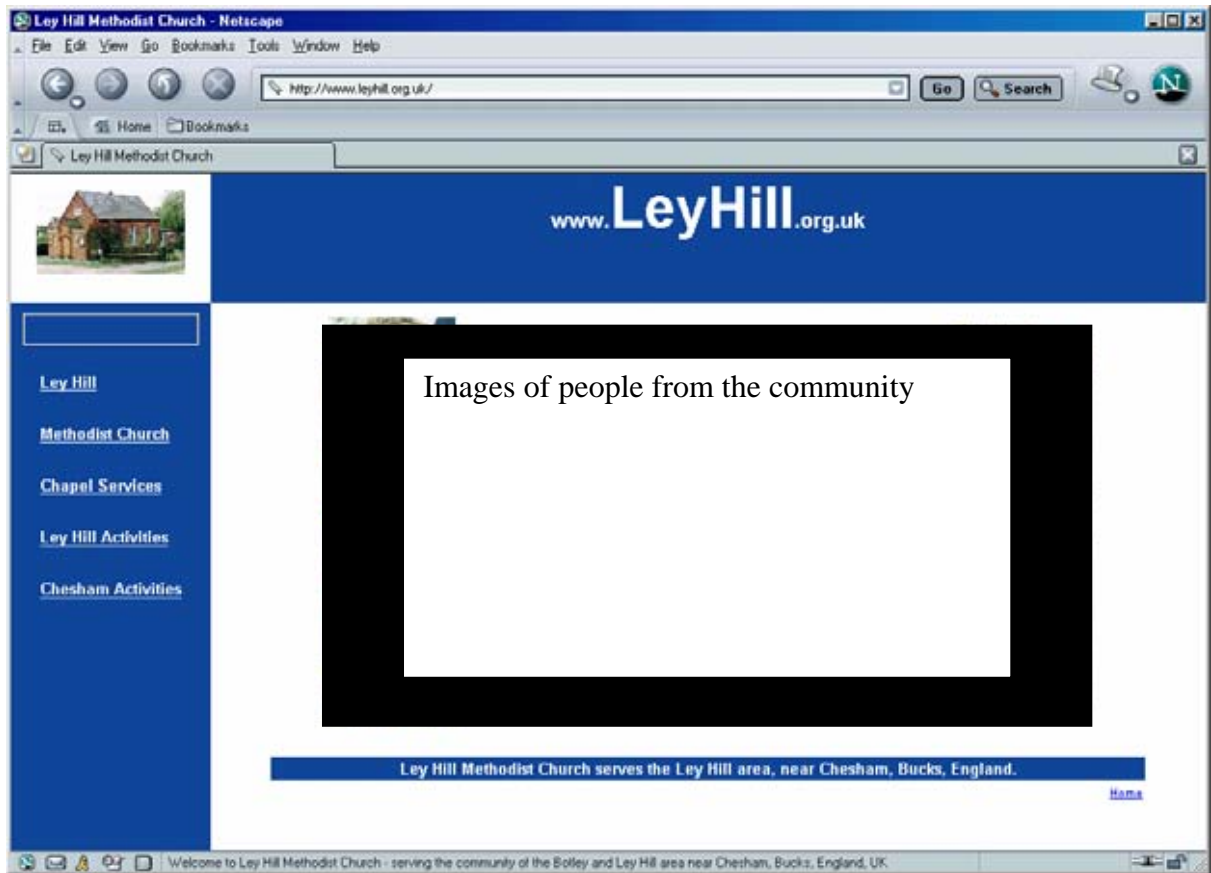 Ley Hill Methodist Church - Netscape
File Edit View Go Bookmarks Tools Window Help
http://www.leyhill.org.uk/ Go Search N
Home Bookmarks
Ley Hill Methodist Church
www.LeyHill.org.uk
Ley Hill
Methodist Church
Chapel Services
Ley Hill Activities
Chesham Activities
Images of people from the community
Ley Hill Methodist Church serves the Ley Hill area, near Chesham, Bucks, England.
Home
Welcome to Ley Hill Methodist Church - serving the community of the Botley and Ley Hill area near Chesham, Bucks, England, UK